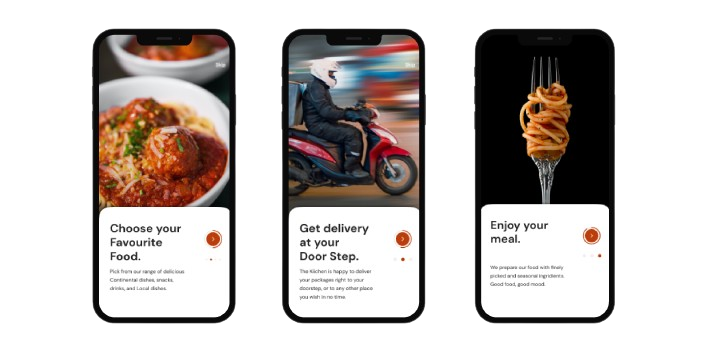 Skip
Choose your
Favourite
Food.
Pick from our range of delicious
Continental dishes, snacks,
drinks, and Local dishes.
Skip
Get delivery
at your
Door Step.
The Kitchen is happy to deliver
your packages right to your
doorstep, or to any other place
you wish in no time.
Enjoy your
meal.
We prepare our food with finely
picked and seasonal ingredients.
Good food, good mood.